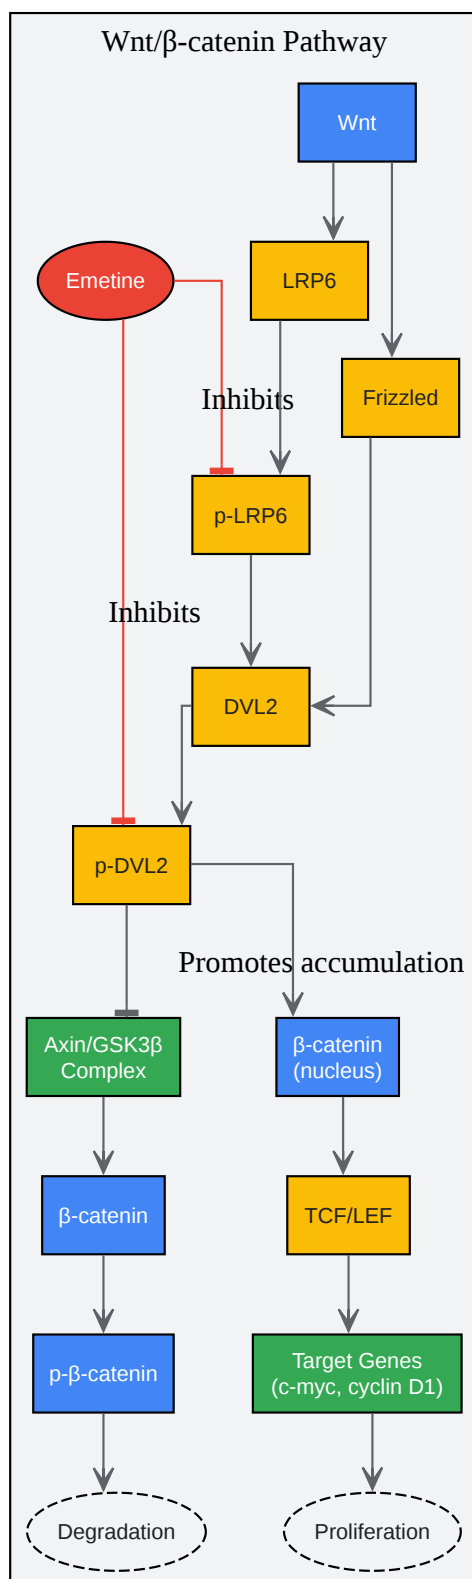 Wnt/β-catenin Pathway
Wnt
Emetine
LRP6
Inhibits
Frizzled
p-LRP6
Inhibits
DVL2
p-DVL2
Promotes accumulation
Axin/GSK3β
Complex
β-catenin
(nucleus)
β-catenin
TCF/LEF
p-β-catenin
Target Genes
(c-myc, cyclin D1)
Degradation
Proliferation